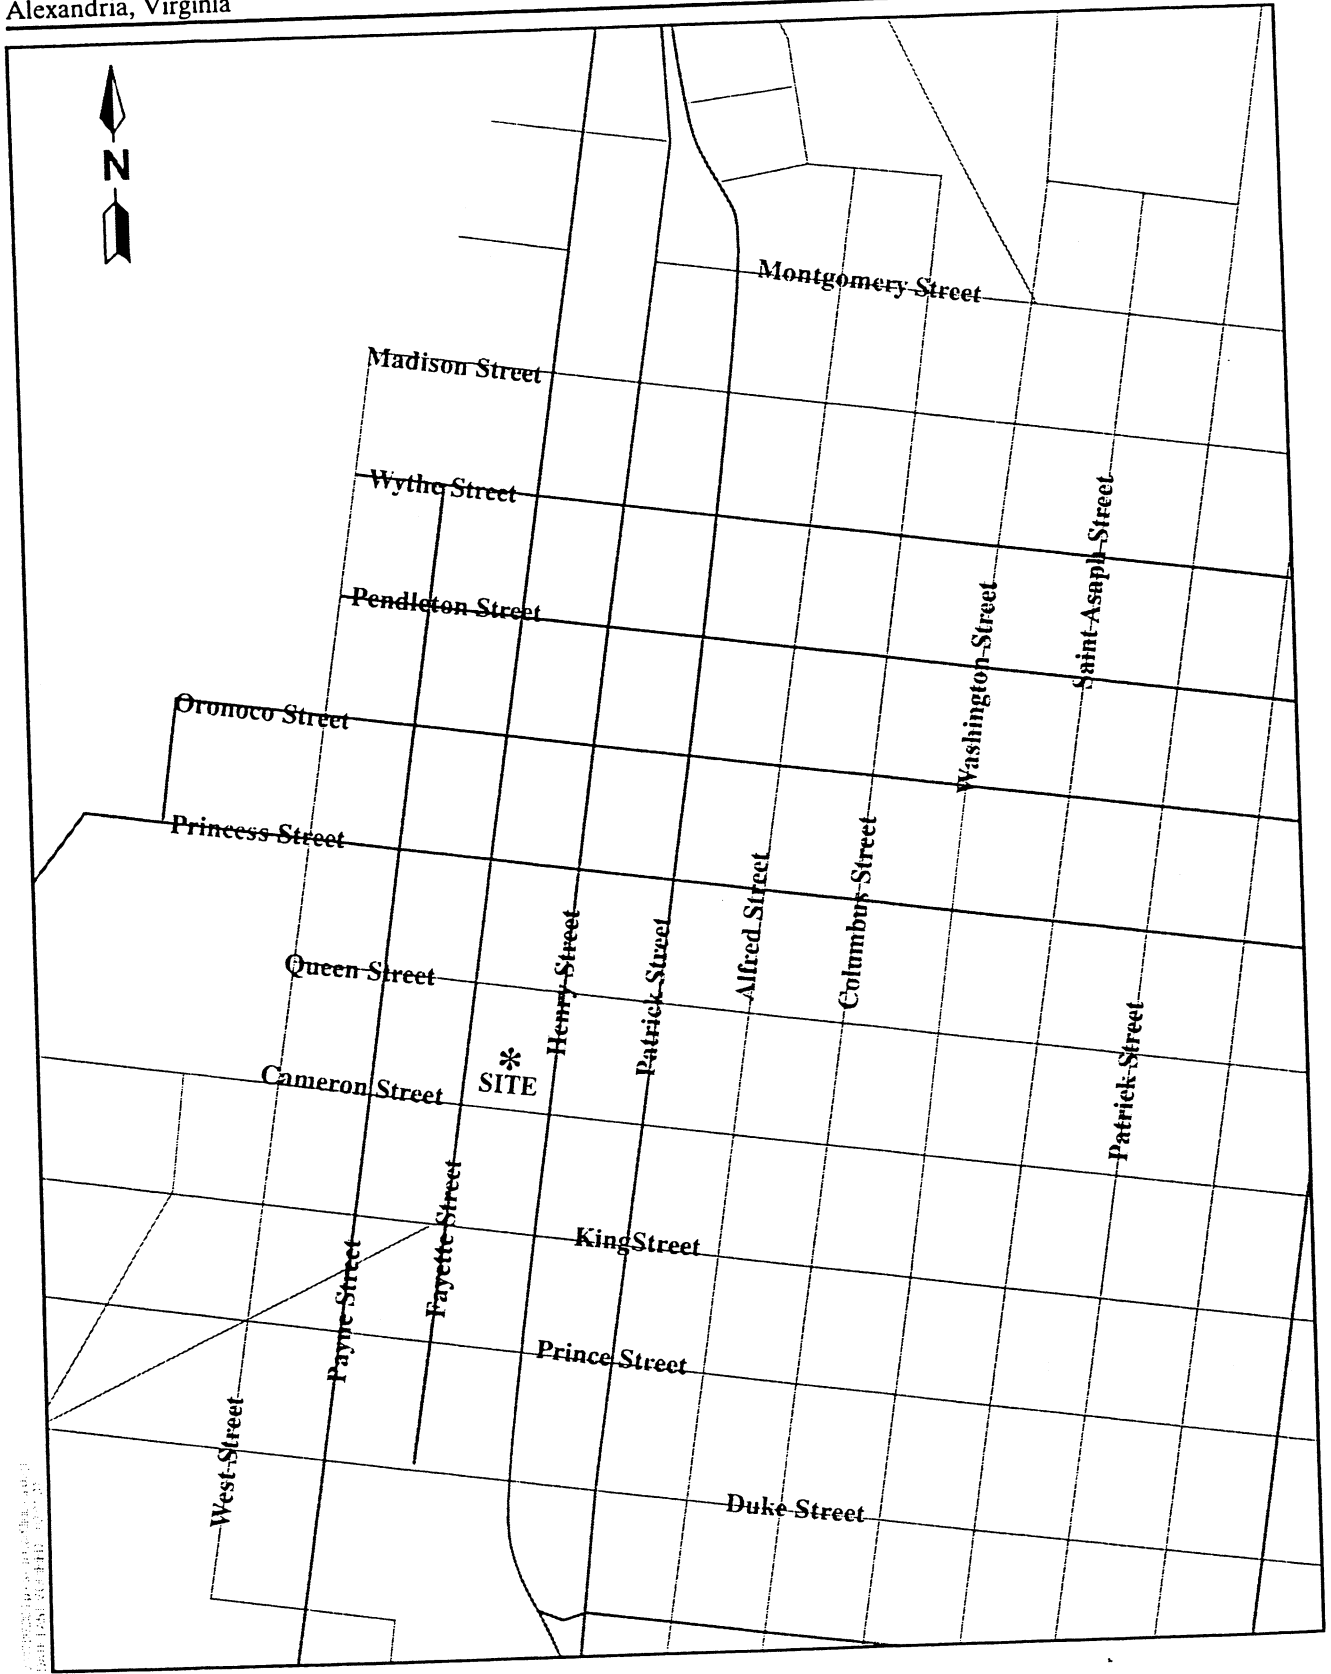 Alexandria, Virginia
N
Montgomery Street
Madison Street
Wythe Street
Saint Asaph Street
Washington Street
Pendleton Street
Oronoco Street
Princess Street
Columbus Street
Alfred Street
Henry Street
Patrick Street
Queen Street
Patrick Street
*
SITE
Cameron Street
Fayette Street
KingStreet
Payne Street
Prince Street
West Street
Duke Street